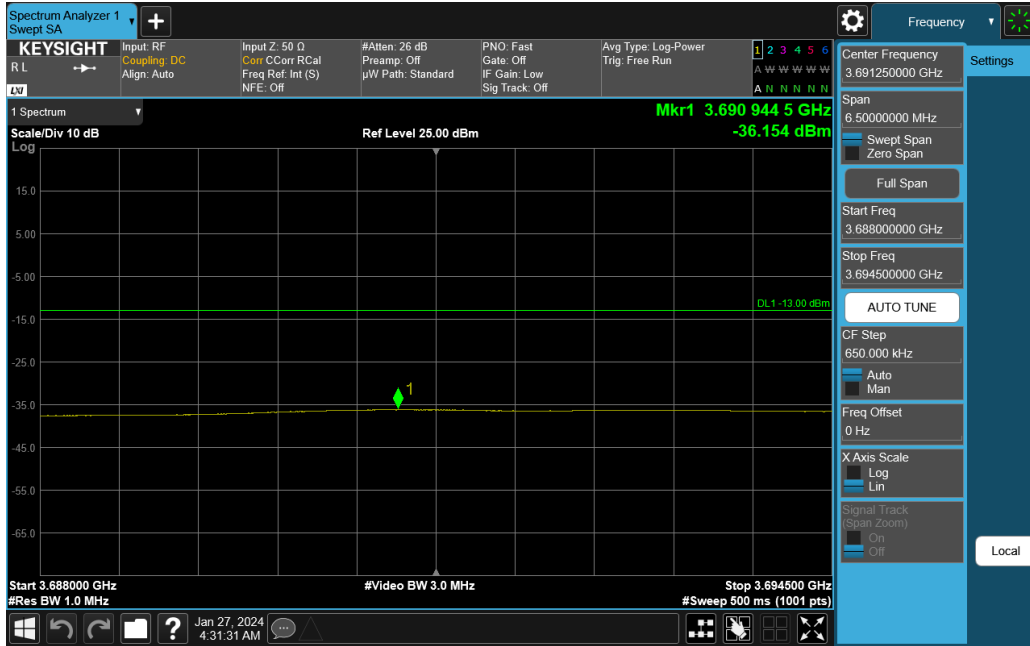 Spectrum Analyzer 1
Swept SA
Frequency
KEYSIGHT
R L
LXI
Input: RF
Coupling: DC
Align: Auto
Input Z: 50 Ω
Corr CCorr RCal
Freq Ref: Int (S)
NFE: Off
#Atten: 26 dB
Preamp: Off
µW Path: Standard
PNO: Fast
Gate: Off
IF Gain: Low
Sig Track: Off
Avg Type: Log-Power
Trig: Free Run
1 2 3 4 5 6
A W W W W W
A N N N N N
1 Spectrum
Scale/Div 10 dB
Log
Ref Level 25.00 dBm
Mkr1 3.690 944 5 GHz
-36.154 dBm
15.0
5.00
-5.00
DL1 -13.00 dBm
-15.0
-25.0
1
-35.0
-45.0
-55.0
-65.0
Start 3.688000 GHz
#Res BW 1.0 MHz
#Video BW 3.0 MHz
Stop 3.694500 GHz
#Sweep 500 ms (1001 pts)
Center Frequency
3.691250000 GHz
Span
6.50000000 MHz
Swept Span
Zero Span
Full Span
Start Freq
3.688000000 GHz
Stop Freq
3.694500000 GHz
AUTO TUNE
CF Step
650.000 kHz
Auto
Man
Freq Offset
0 Hz
X Axis Scale
Log
Lin
Signal Track
(Span Zoom)
On
Off
Settings
Local
?
Jan 27, 2024
4:31:31 AM